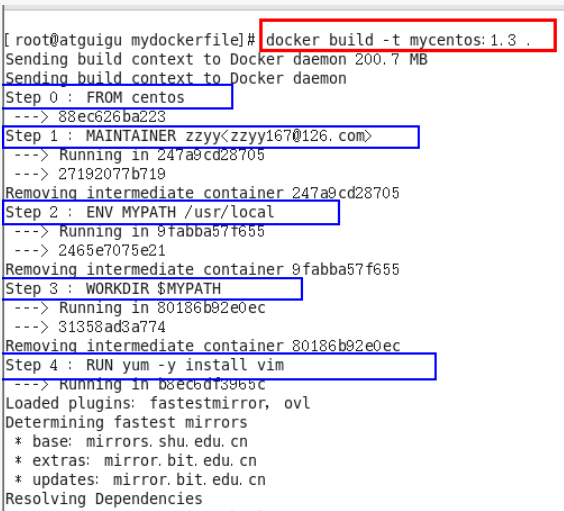 [root@atguigu mydockerfile]# docker build -t mycentos:1.3 .
Sending build context to Docker daemon 200.7 MB
Sending build context to Docker daemon
Step 0 : FROM centos
---> 88ec626ba223
Step 1 : MAINTAINER zzyy<zzyy167@126.com>
---> Running in 247a9cd28705
---> 27192077b719
Removing intermediate container 247a9cd28705
Step 2 : ENV MYPATH /usr/local
---> Running in 9fabba57f655
---> 2465e7075e21
Removing intermediate container 9fabba57f655
Step 3 : WORKDIR $MYPATH
---> Running in 80186b92e0ec
---> 31358ad3a774
Removing intermediate container 80186b92e0ec
Step 4 : RUN yum -y install vim
---> Running in b8ec6df3965c
Loaded plugins: fastestmirror, ovl
Determining fastest mirrors
* base: mirrors.shu.edu.cn
* extras: mirror.bit.edu.cn
* updates: mirror.bit.edu.cn
Resolving Dependencies